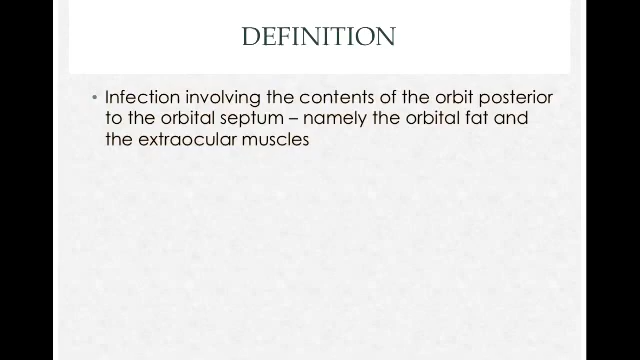 DEFINITION
• Infection involving the contents of the orbit posterior
to the orbital septum – namely the orbital fat and
the extraocular muscles